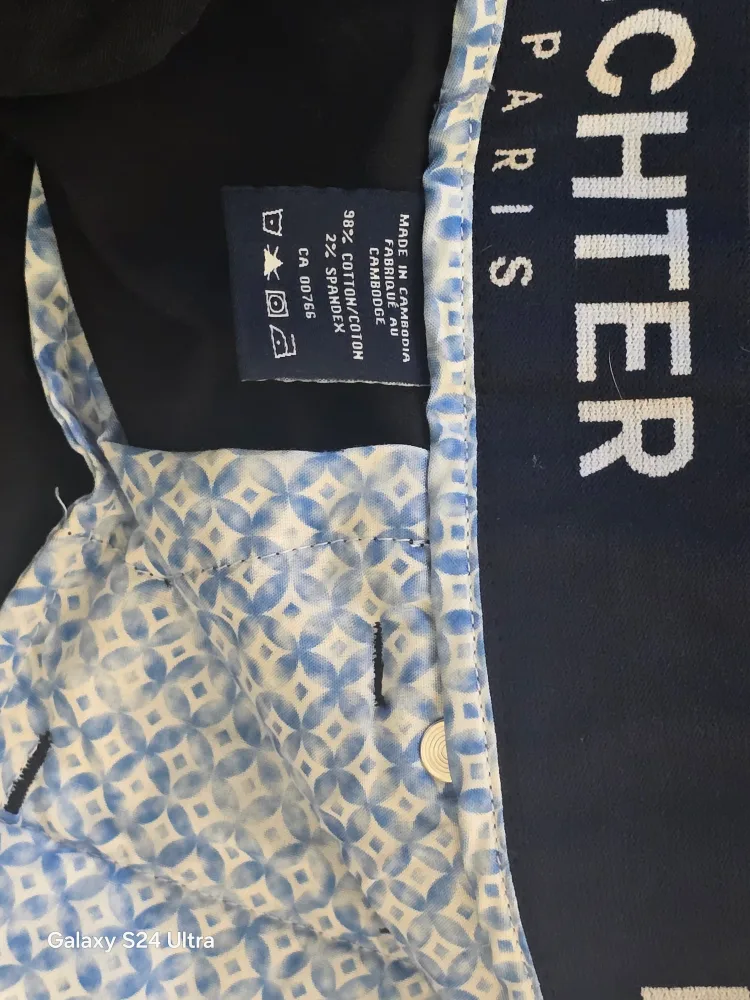 CHTER
PARIS
MADE IN CAMBODIA
FABRIQUÉ AU
CAMBODGE
98% COTTON/COTON
2% SPANDEX
CA 00766
Galaxy S24 Ultra